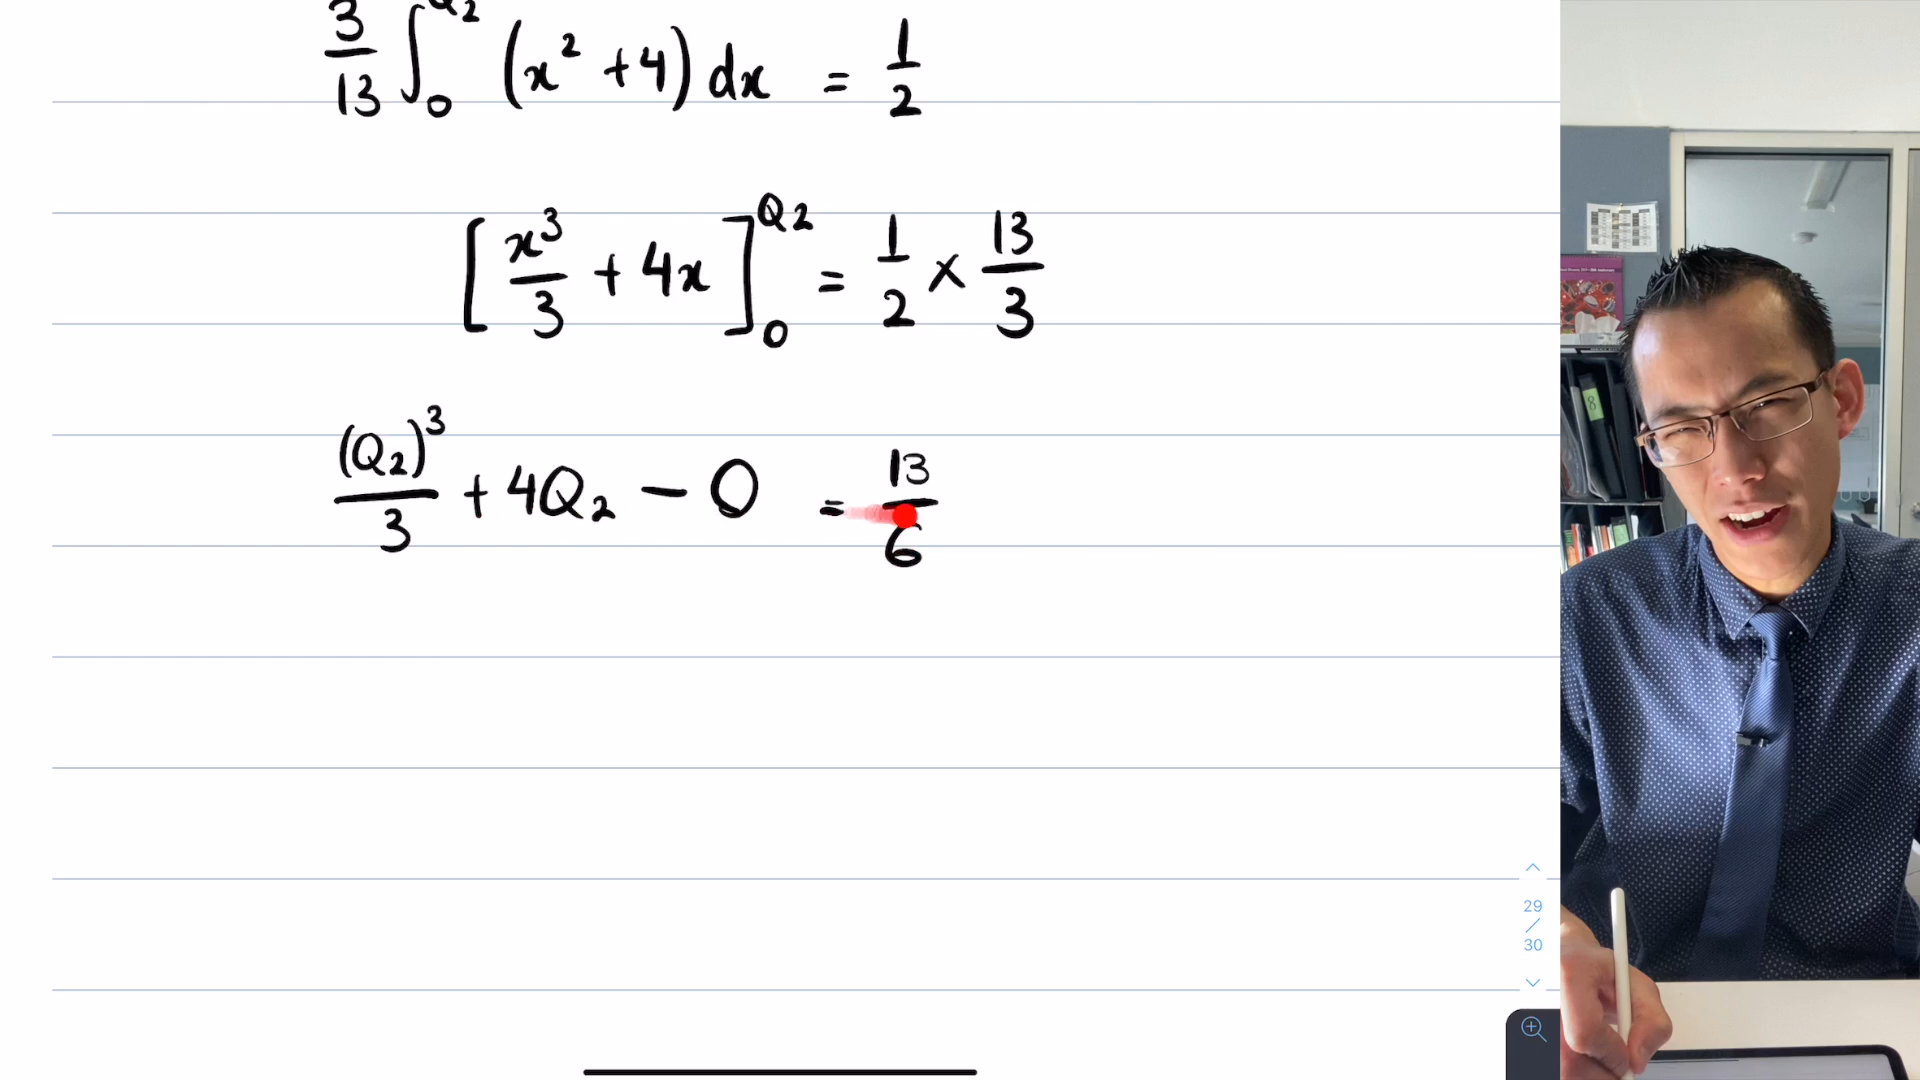 3/13 ∫₀^Q₂ (x² + 4) dx = 1/2
[x³/3 + 4x]₀^Q2 = 1/2 × 13/3
(Q₂)³/3 + 4Q₂ − 0 = 13/6
29
/
30
8